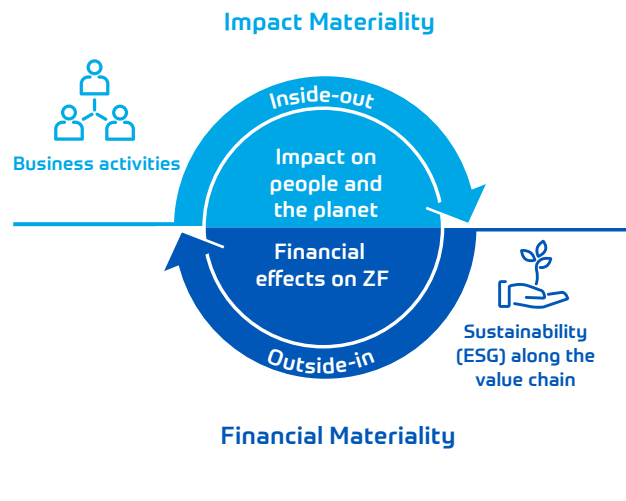 Impact Materiality
Inside-out
Business activities
Impact on
people and
the planet
Financial
effects on ZF
Sustainability
(ESG) along the
value chain
Outside-in
Financial Materiality